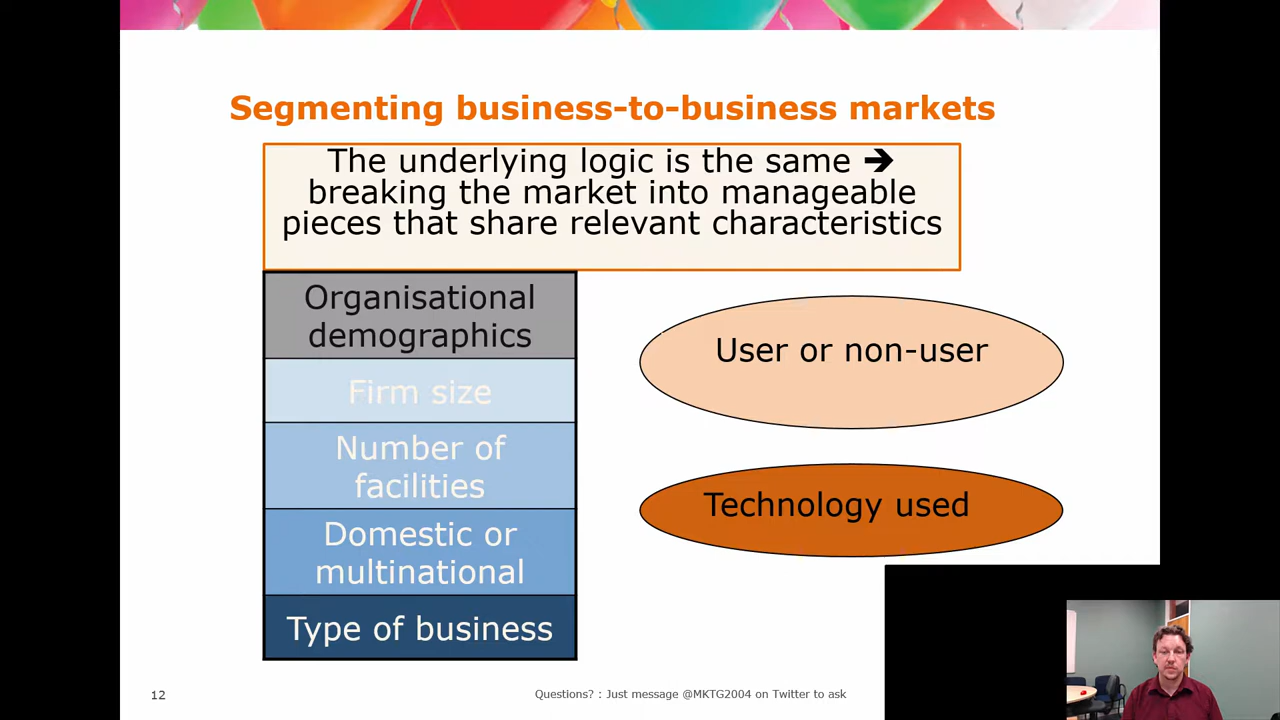 Segmenting business-to-business markets
The underlying logic is the same ➔
breaking the market into manageable
pieces that share relevant characteristics
Organisational
demographics
Firm size
Number of
facilities
Domestic or
multinational
Type of business
User or non-user
Technology used
12
Questions? : Just message @MKTG2004 on Twitter to ask